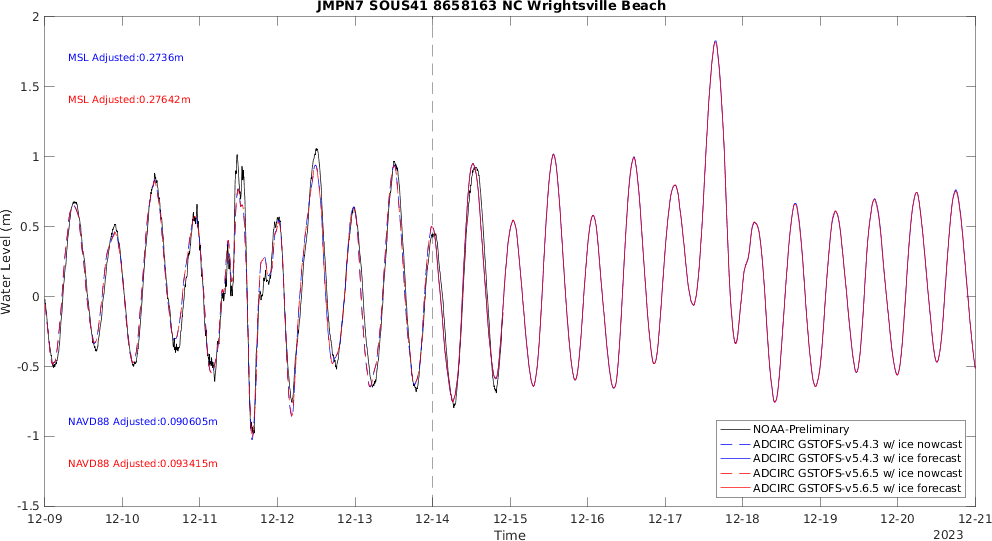 JMPN7 SOUS41 8658163 NC Wrightsville Beach
2
1.5
1
0.5
0
-0.5
-1
-1.5
Water Level (m)
MSL Adjusted:0.2736m
MSL Adjusted:0.27642m
NAVD88 Adjusted:0.090605m
NAVD88 Adjusted:0.093415m
NOAA-Preliminary
ADCIRC GSTOFS-v5.4.3 w/ ice nowcast
ADCIRC GSTOFS-v5.4.3 w/ ice forecast
ADCIRC GSTOFS-v5.6.5 w/ ice nowcast
ADCIRC GSTOFS-v5.6.5 w/ ice forecast
12-09 12-10 12-11 12-12 12-13 12-14 12-15 12-16 12-17 12-18 12-19 12-20 12-21
Time
2023